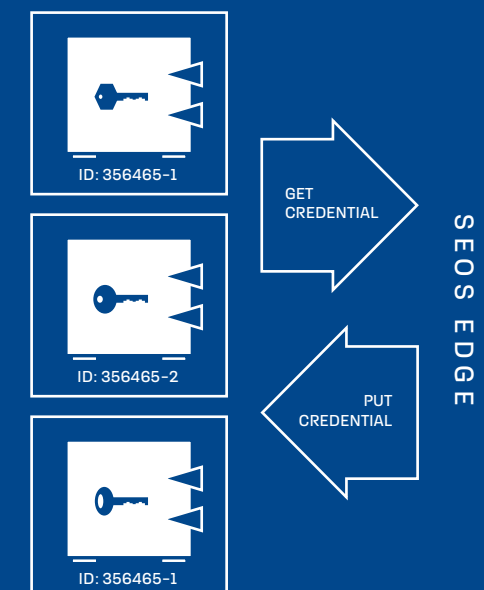 ID: 356465-1
GET
CREDENTIAL
ID: 356465-2
PUT
CREDENTIAL
ID: 356465-1
SEOS EDGE